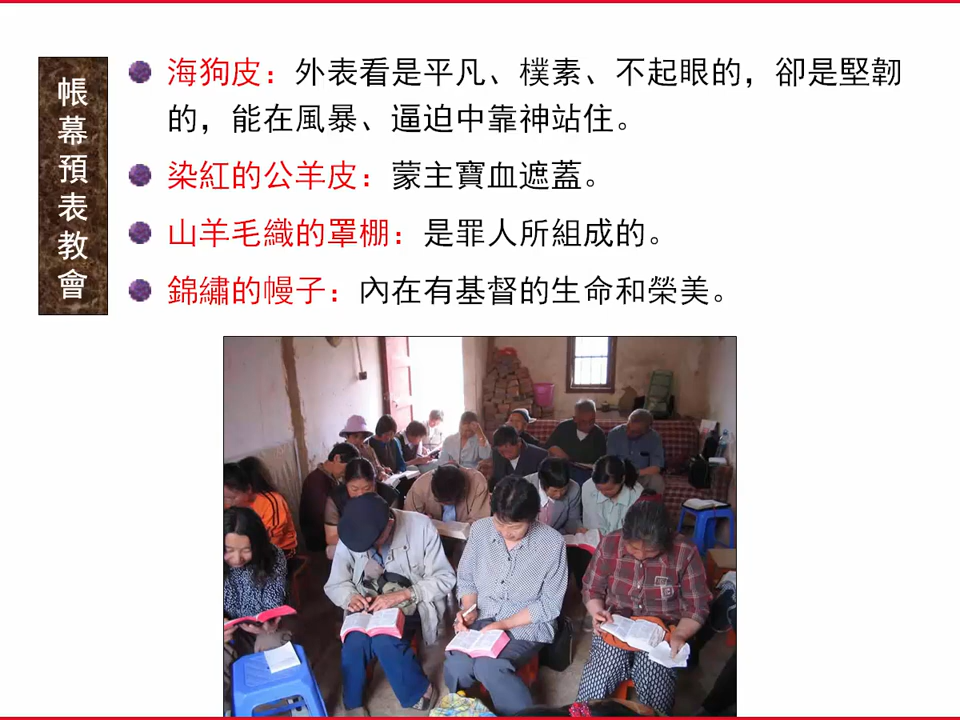 帳幕預表教會
海狗皮：外表看是平凡、樸素、不起眼的，卻是堅韌
的，能在風暴、逼迫中靠神站住。
染紅的公羊皮：蒙主寶血遮蓋。
山羊毛織的罩棚：是罪人所組成的。
錦繡的幔子：內在有基督的生命和榮美。